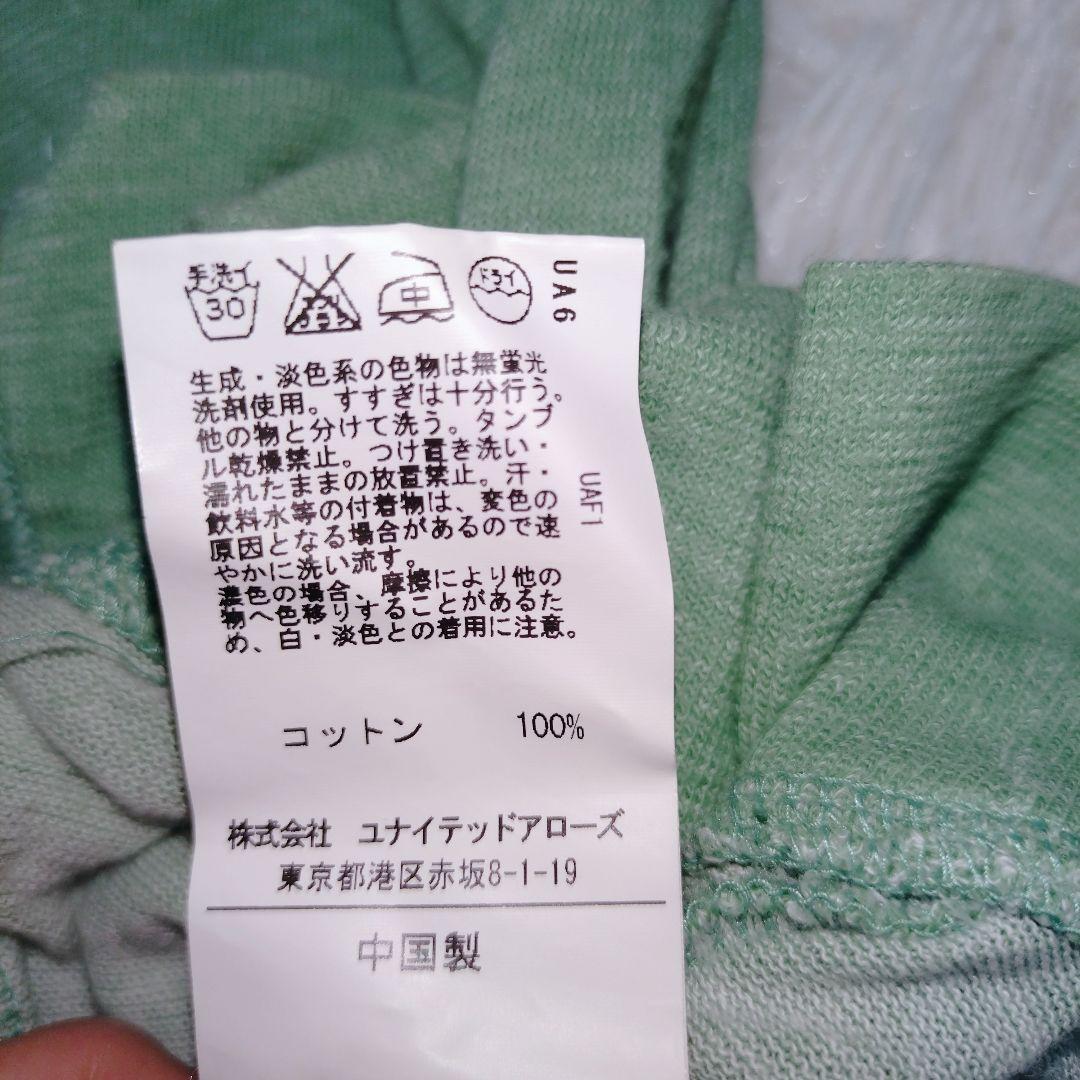 手洗イ
30
中
ドライ
UA6
生成・淡色系の色物は無蛍光
洗剤使用。すすぎは十分行う。
他の物と分けて洗う。タンブ
ル乾燥禁止。つけ置き洗い・
濡れたままの放置禁止。汗・
飲料水等の付着物は、変色の
原因となる場合があるので速
やかに洗い流す。
濃色の場合、摩擦により他の
物へ色移りすることがあるた
め、白・淡色との着用に注意。
UAF1
コットン 100%
株式会社 ユナイテッドアローズ
東京都港区赤坂8-1-19
中国製